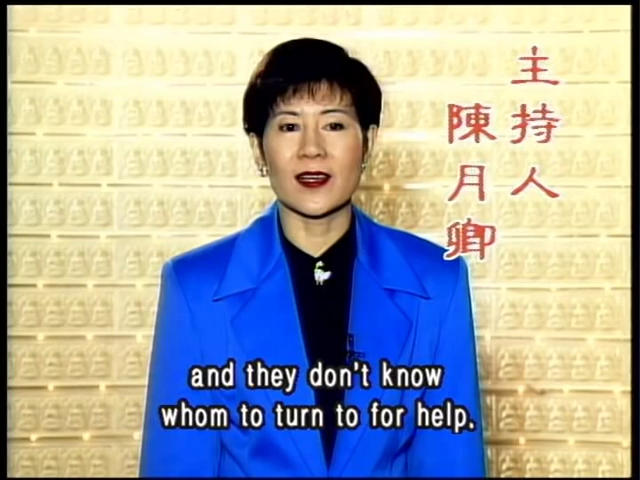 主持人
陳月卿
and they don't know
whom to turn to for help.